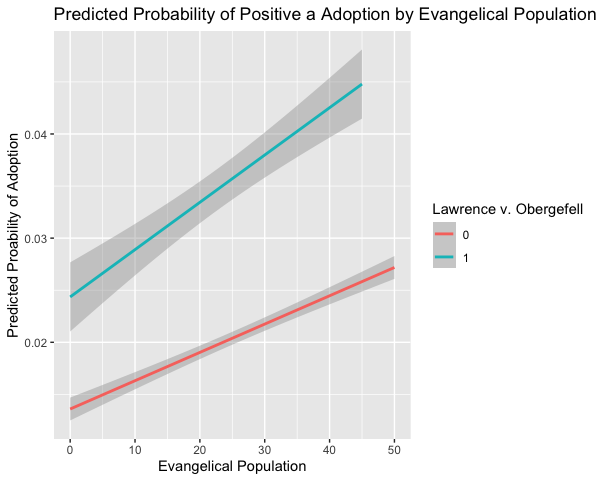 Predicted Probability of Positive a Adoption by Evangelical Population
Predicted Proability of Adoption
0.04
0.03
0.02
0 10 20 30 40 50
Evangelical Population
Lawrence v. Obergefell
0
1